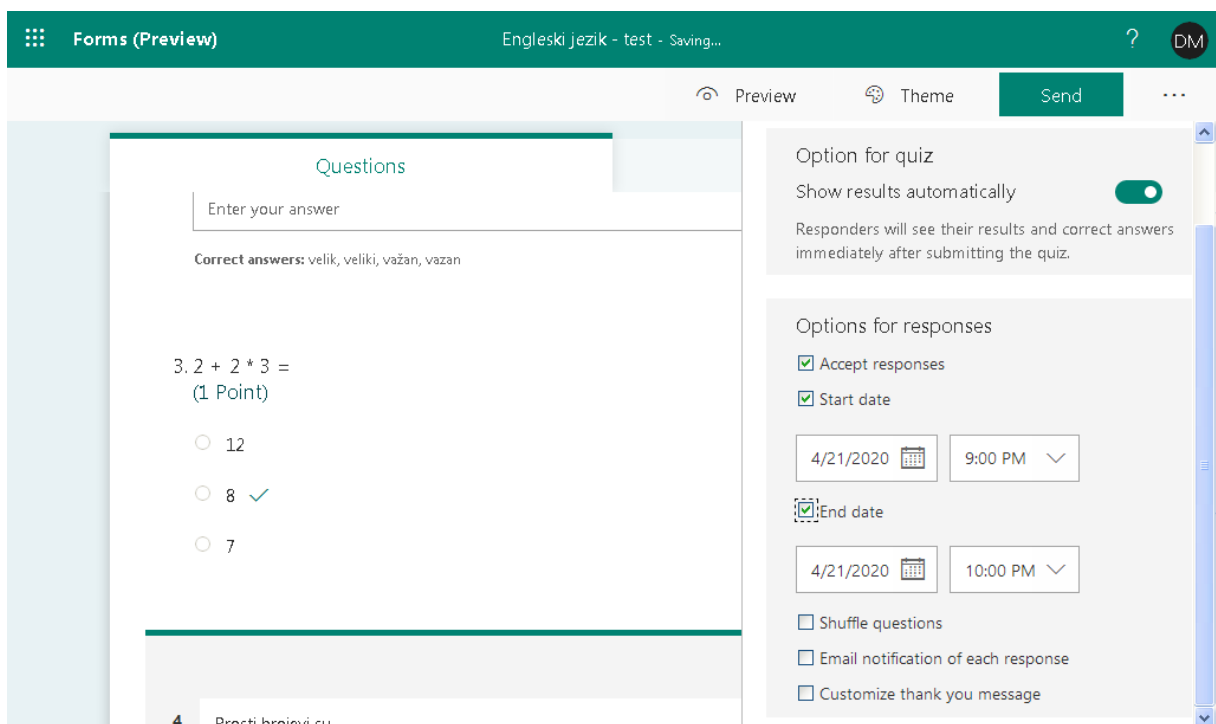 Forms (Preview)
Engleski jezik - test - Saving...
?
DM
Preview
Theme
Send
...
Questions
Enter your answer
Correct answers: velik, veliki, važan, vazan
3. 2 + 2 * 3 =
(1 Point)
12
8
7
4
Prosti brojevi su
Option for quiz
Show results automatically
Responders will see their results and correct answers
immediately after submitting the quiz.
Options for responses
Accept responses
Start date
4/21/2020
9:00 PM
End date
4/21/2020
10:00 PM
Shuffle questions
Email notification of each response
Customize thank you message